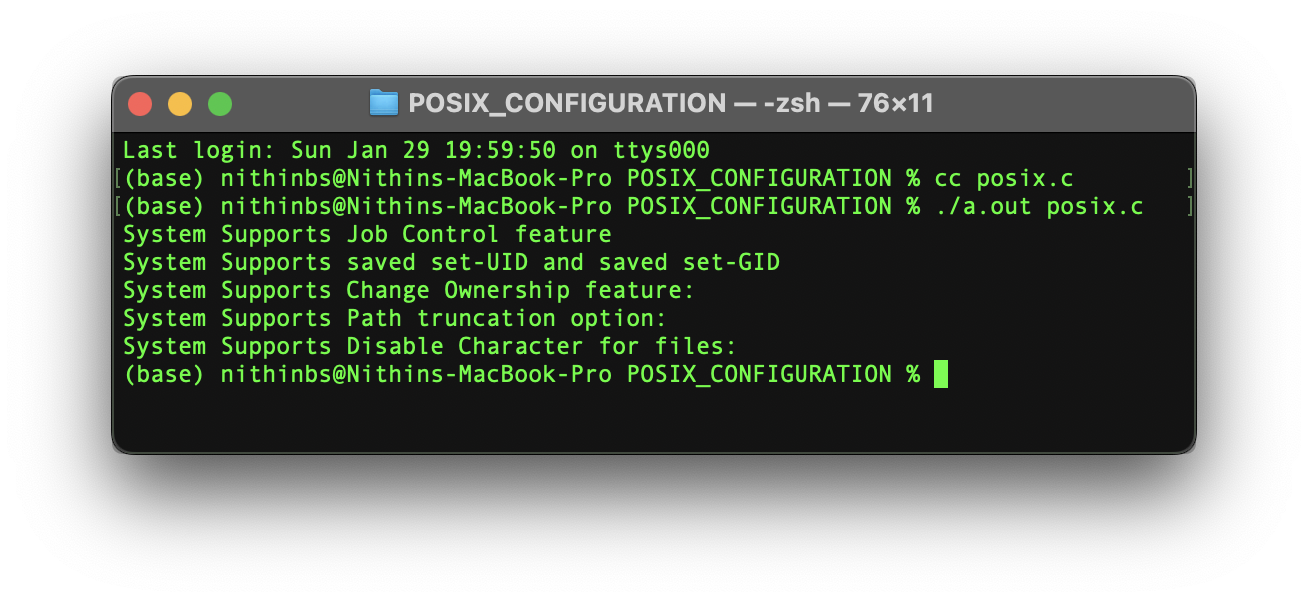 POSIX_CONFIGURATION — -zsh — 76×11
Last login: Sun Jan 29 19:59:50 on ttys000
[(base) nithinbs@Nithins-MacBook-Pro POSIX_CONFIGURATION % cc posix.c ]
[(base) nithinbs@Nithins-MacBook-Pro POSIX_CONFIGURATION % ./a.out posix.c ]
System Supports Job Control feature
System Supports saved set-UID and saved set-GID
System Supports Change Ownership feature:
System Supports Path truncation option:
System Supports Disable Character for files:
(base) nithinbs@Nithins-MacBook-Pro POSIX_CONFIGURATION %